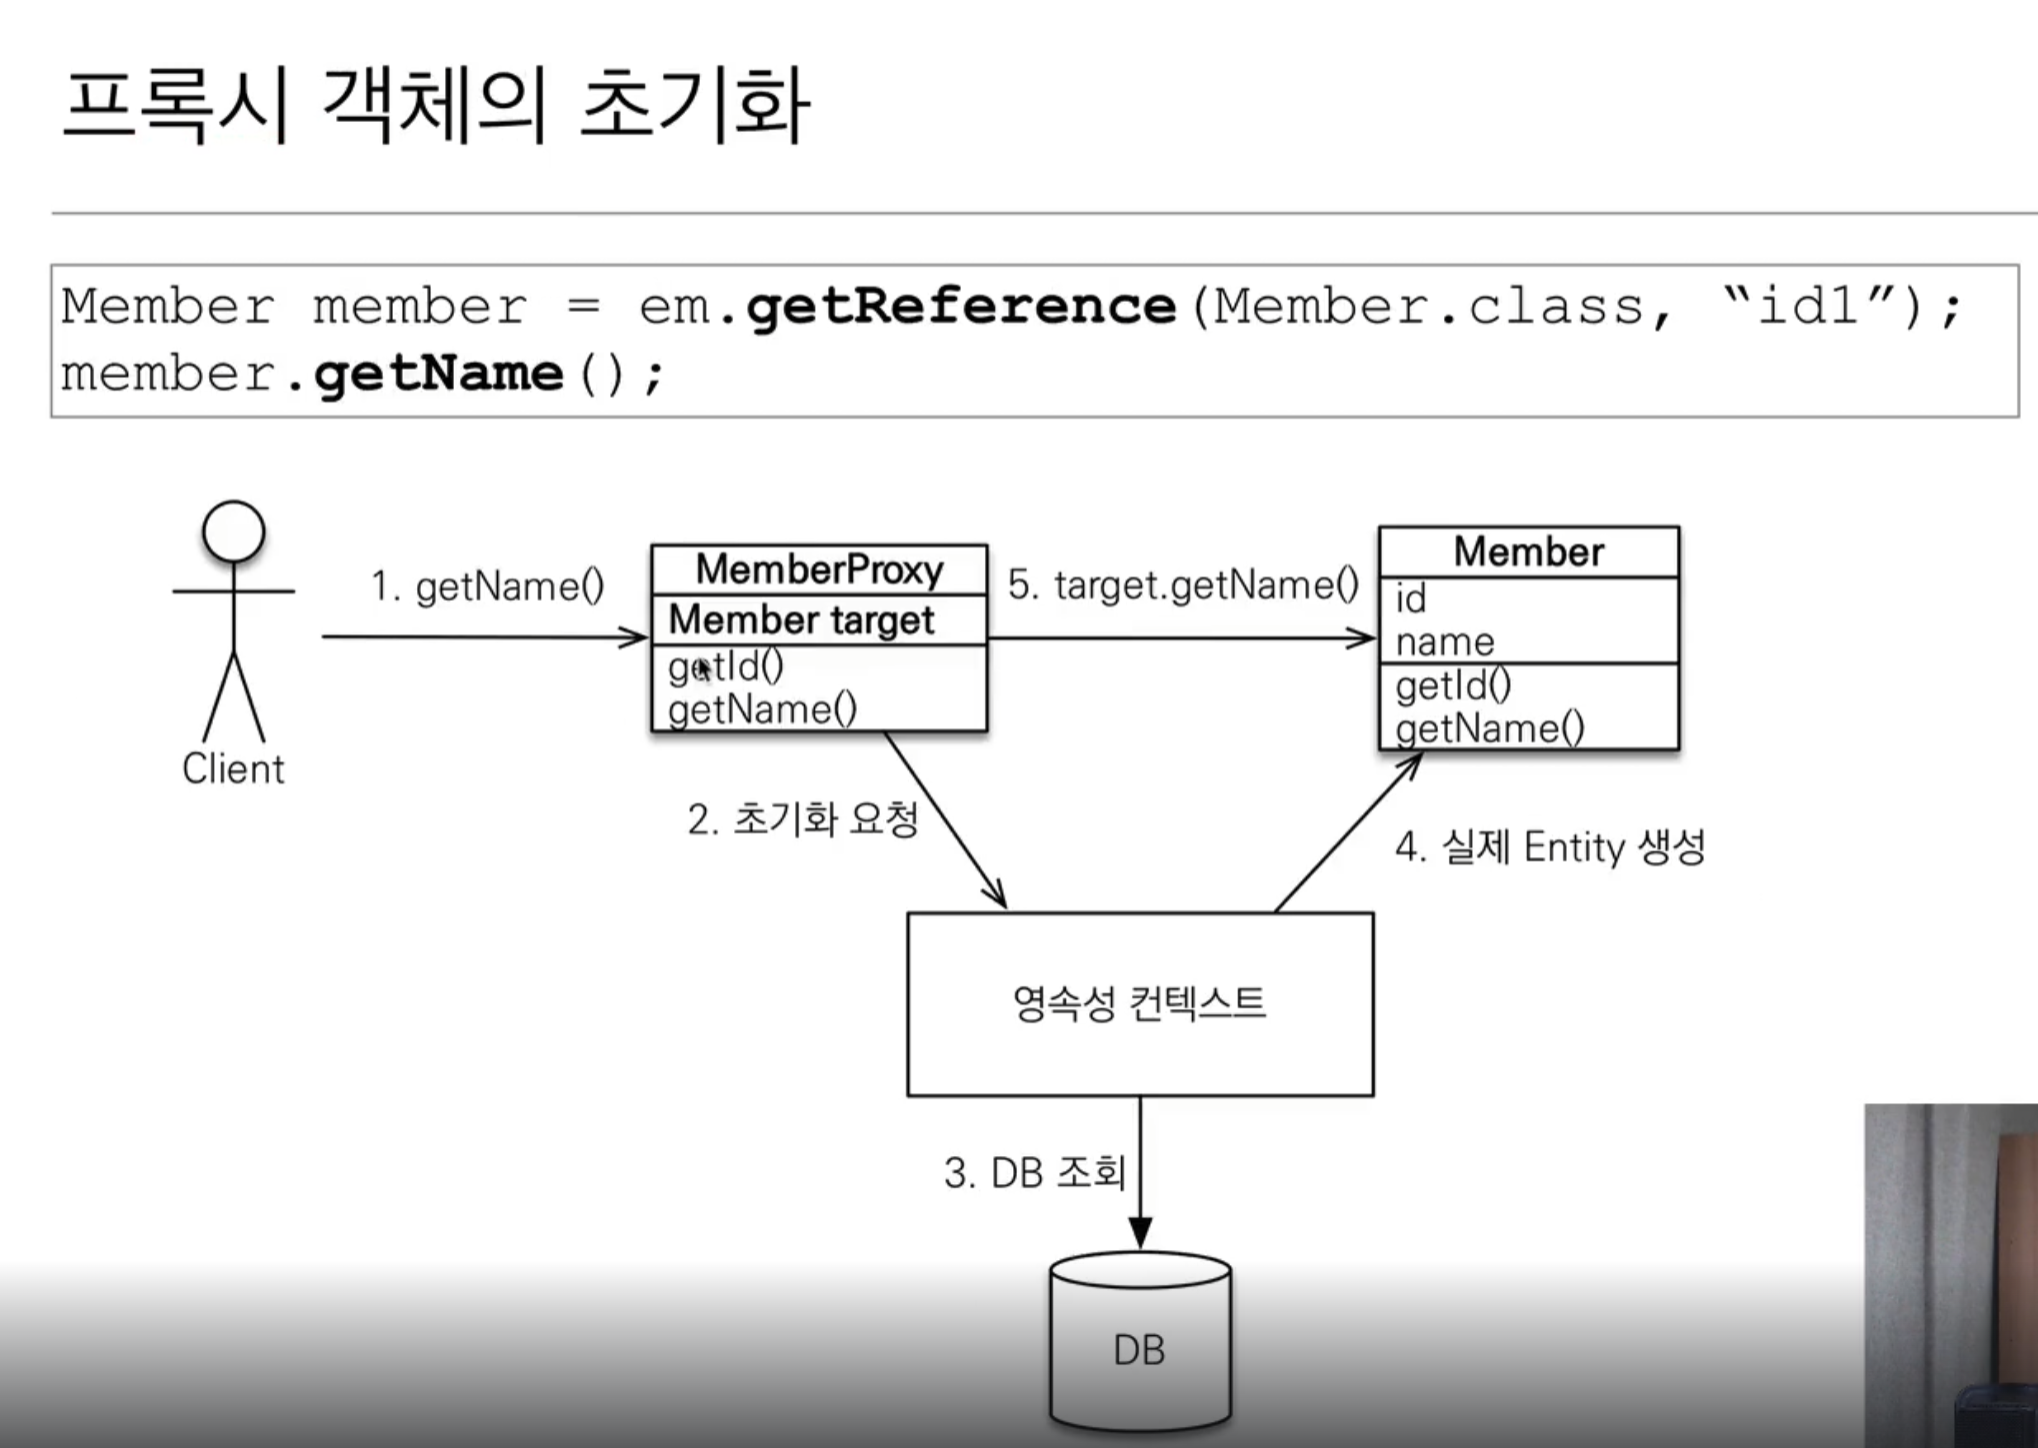 프록시 객체의 초기화
Member member = em.getReference(Member.class, “id1”);
member.getName();
Client
1. getName()
MemberProxy
Member target
getId()
getName()
5. target.getName()
Member
id
name
getId()
getName()
2. 초기화 요청
4. 실제 Entity 생성
영속성 컨텍스트
3. DB 조회
DB